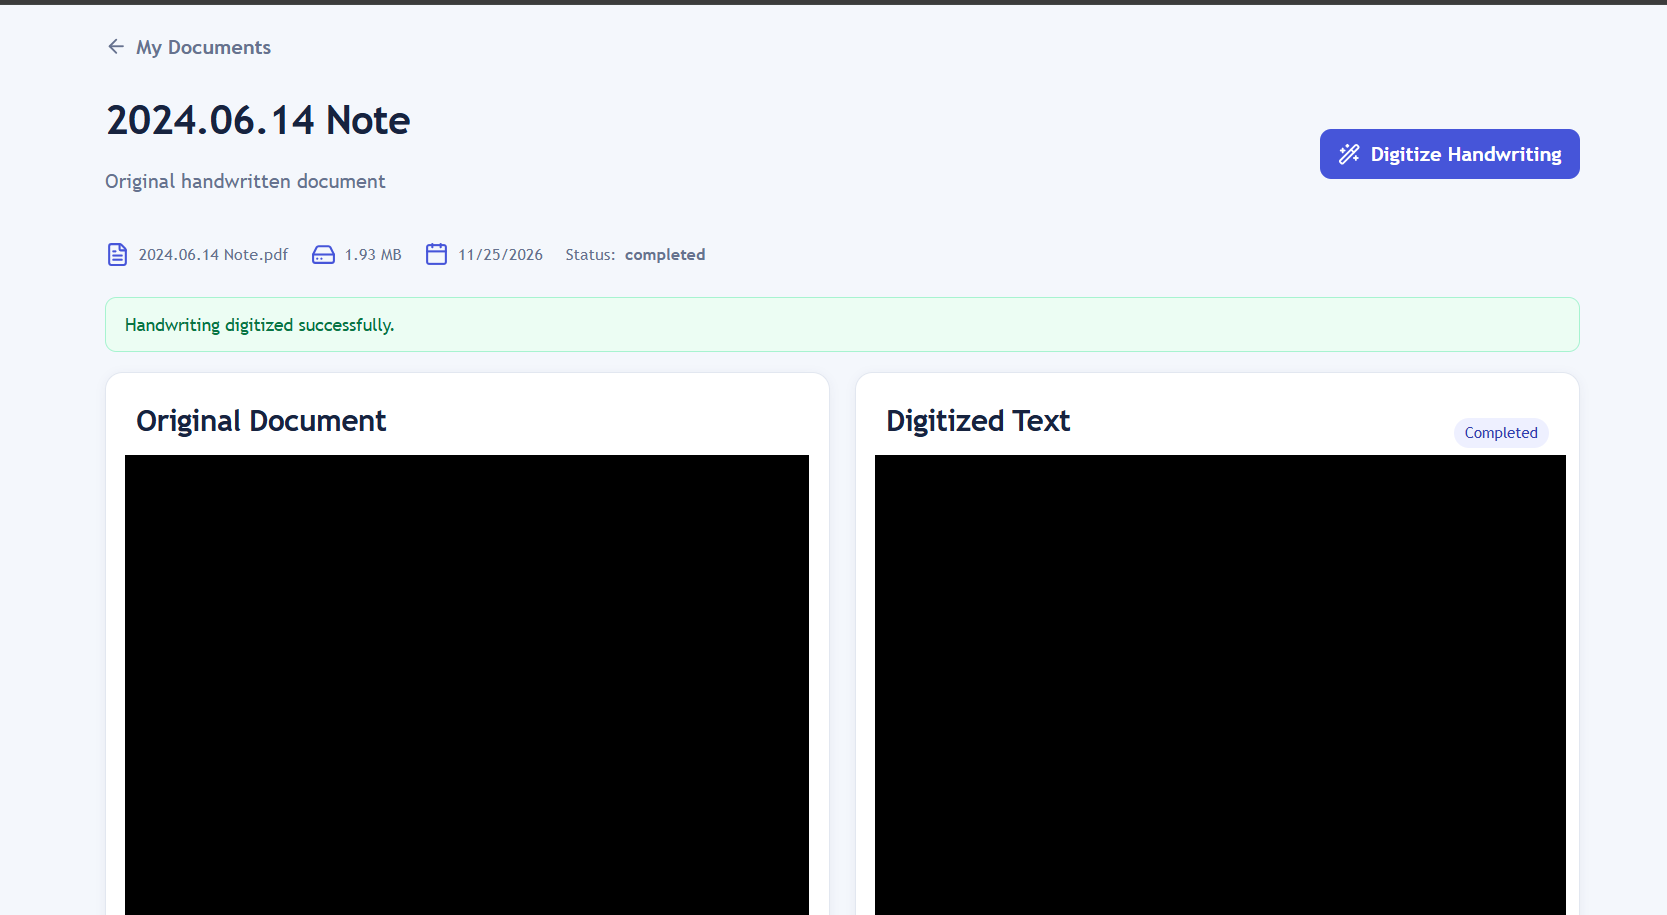 My Documents
2024.06.14 Note
Digitize Handwriting
Original handwritten document
2024.06.14 Note.pdf 1.93 MB 11/25/2026 Status: completed
Handwriting digitized successfully.
Original Document
Digitized Text
Completed